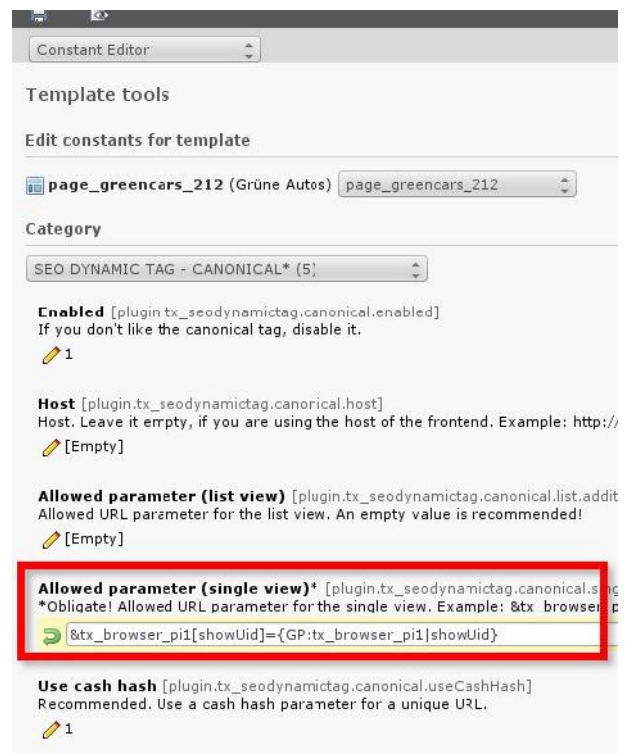 Constant Editor
Template tools
Edit constants for template
page_greencars_212 (Grüne Autos) page_greencars_212
Category
SEO DYNAMIC TAG - CANONICAL* (5)
Enabled [plugin tx_seodynamictag.canonical.enabled]
If you don't like the canonical tag, disable it.
1
Host [plugin.tx_seodynamictag.canonical.host]
Host. Leave it empty, if you are using the host of the frontend. Example: http://
[Empty]
Allowed parameter (list view) [plugin.tx_seodynamictag.canonical.list.addit
Allowed URL parameter for the list view. An empty value is recommended!
[Empty]
Allowed parameter (single view)* [plugin.tx_seodynamictag.canonical.sing
*Obligate! Allowed URL parameter for the single view. Example: &tx_browser_p
&tx_browser_pi1[showUid]={GP:tx_browser_pi1|showUid}
Use cash hash [plugin.tx_seodynamictag.canonical.useCashHash]
Recommended. Use a cash hash parameter for a unique URL.
1